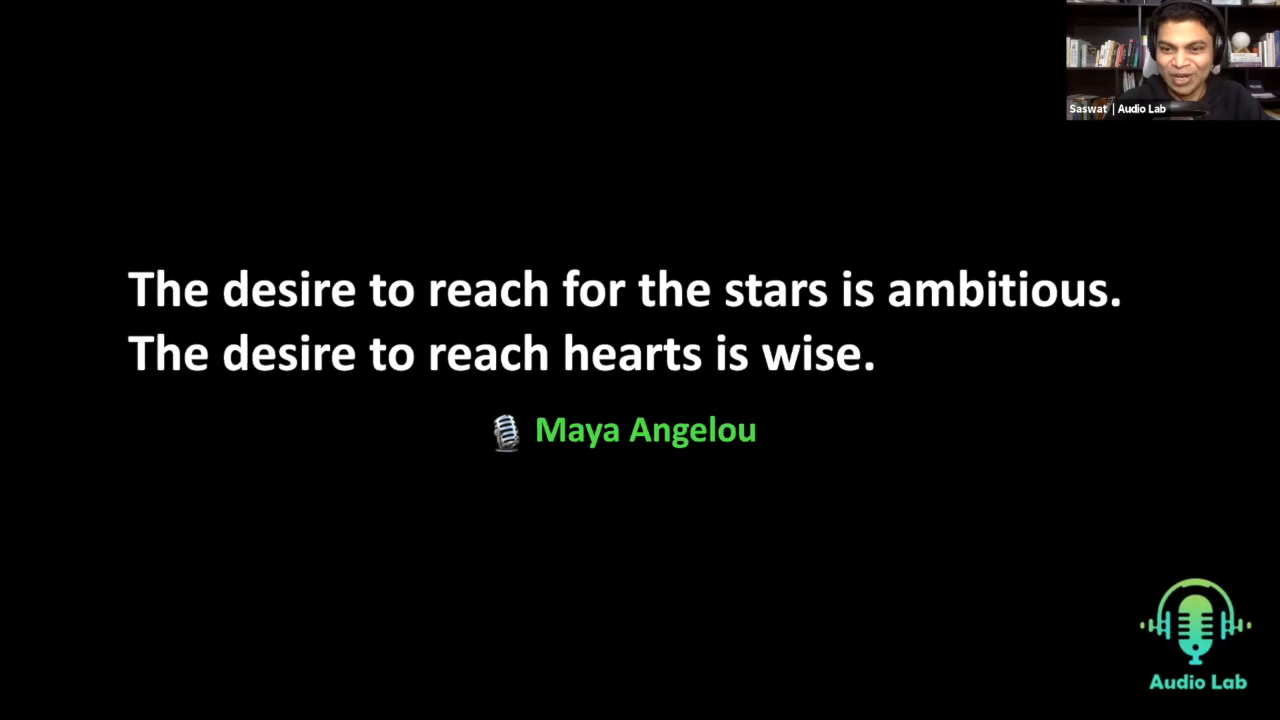 Saswat | Audio Lab
The desire to reach for the stars is ambitious.
The desire to reach hearts is wise.
Maya Angelou
Audio Lab